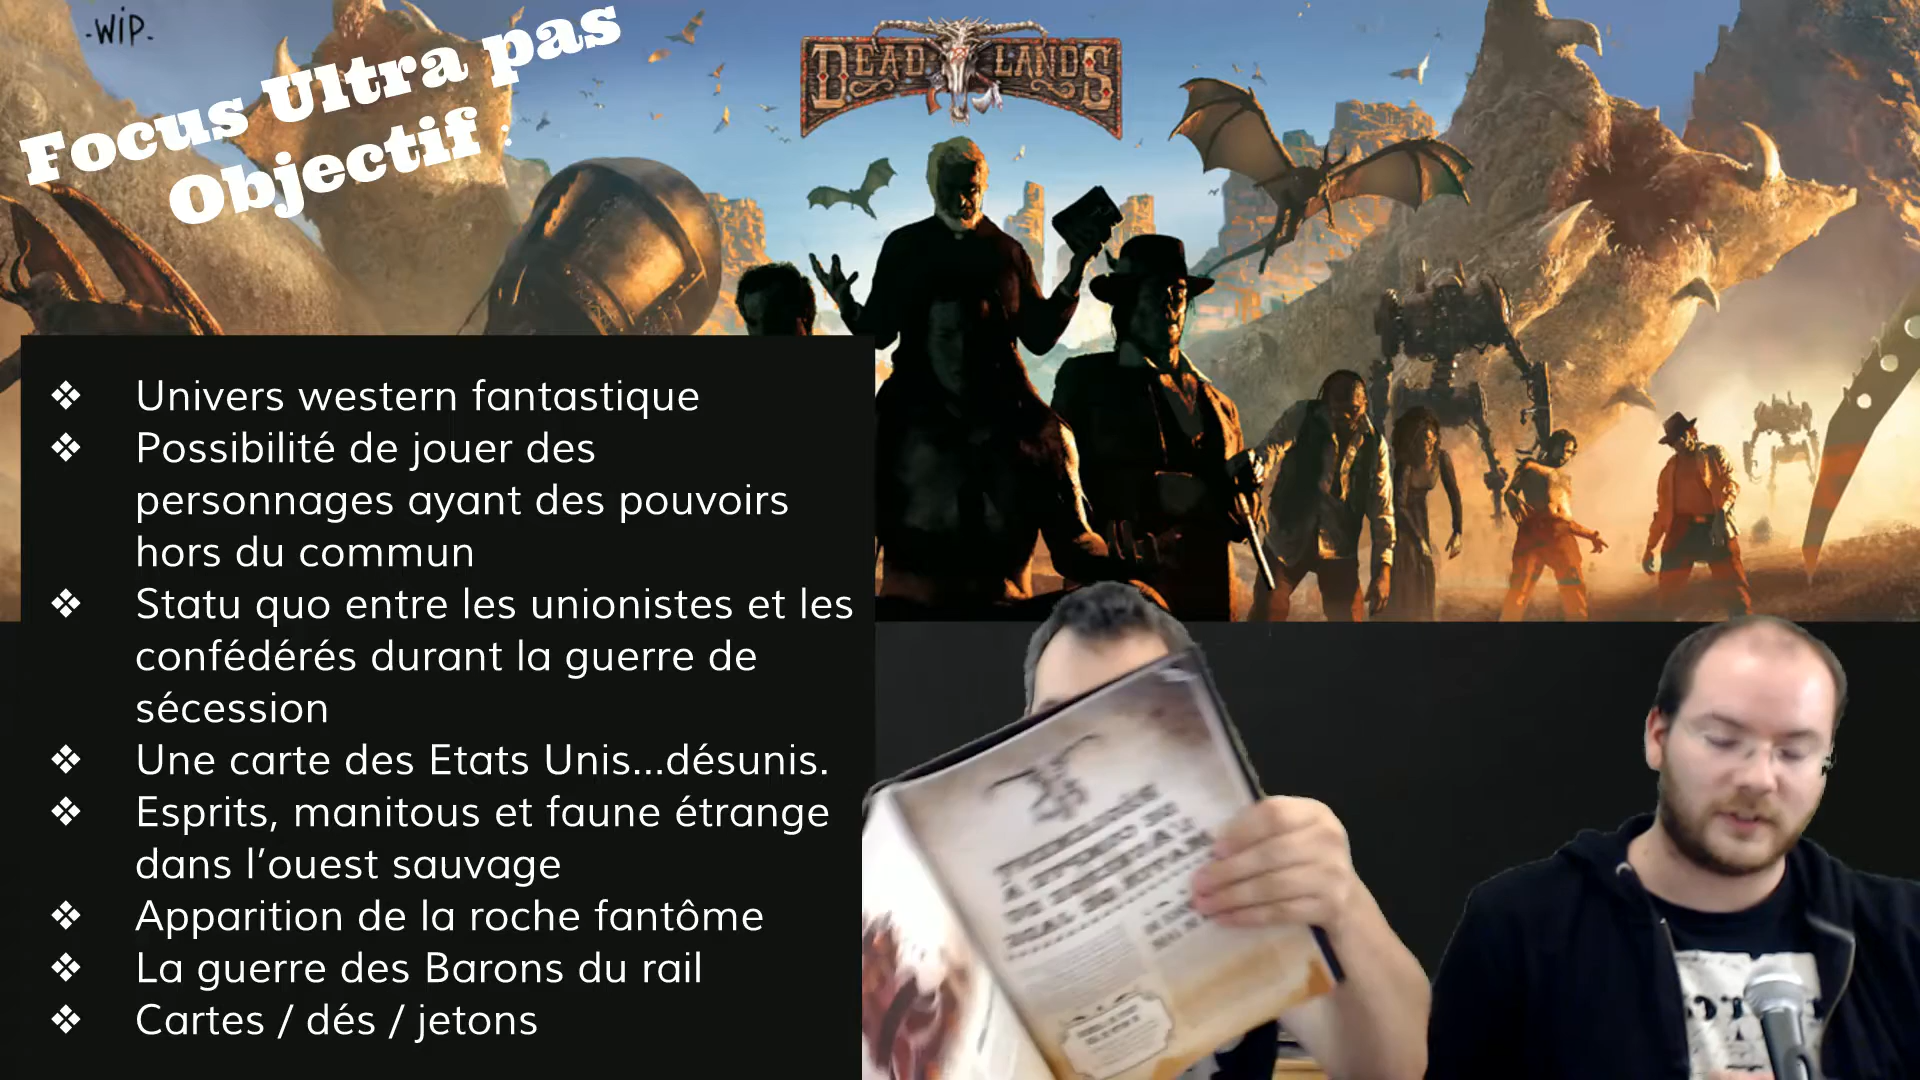 -WIP-
Focus Ultra pas
Objectif :
DEADLANDS
❖ Univers western fantastique
❖ Possibilité de jouer des
personnages ayant des pouvoirs
hors du commun
❖ Statu quo entre les unionistes et les
confédérés durant la guerre de
sécession
❖ Une carte des Etats Unis...désunis.
❖ Esprits, manitous et faune étrange
dans l’ouest sauvage
❖ Apparition de la roche fantôme
❖ La guerre des Barons du rail
❖ Cartes / dés / jetons